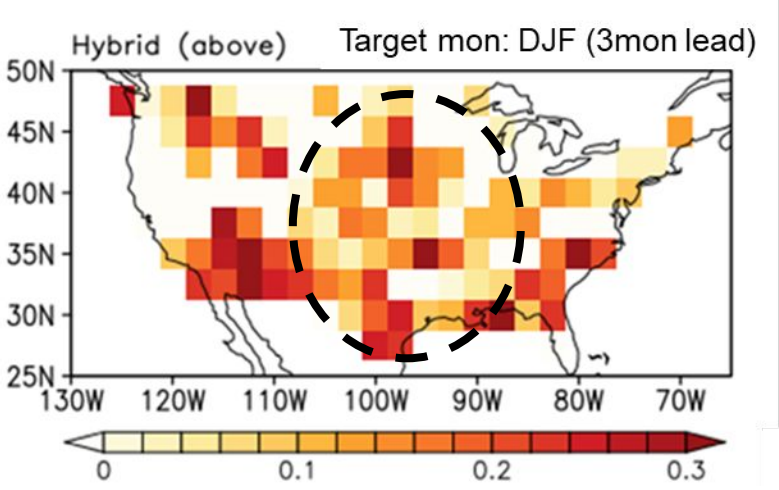 Hybrid (above)
Target mon: DJF (3mon lead)
50N
45N
40N
35N
30N
25N
130W 120W 110W 100W 90W 80W 70W
0 0.1 0.2 0.3